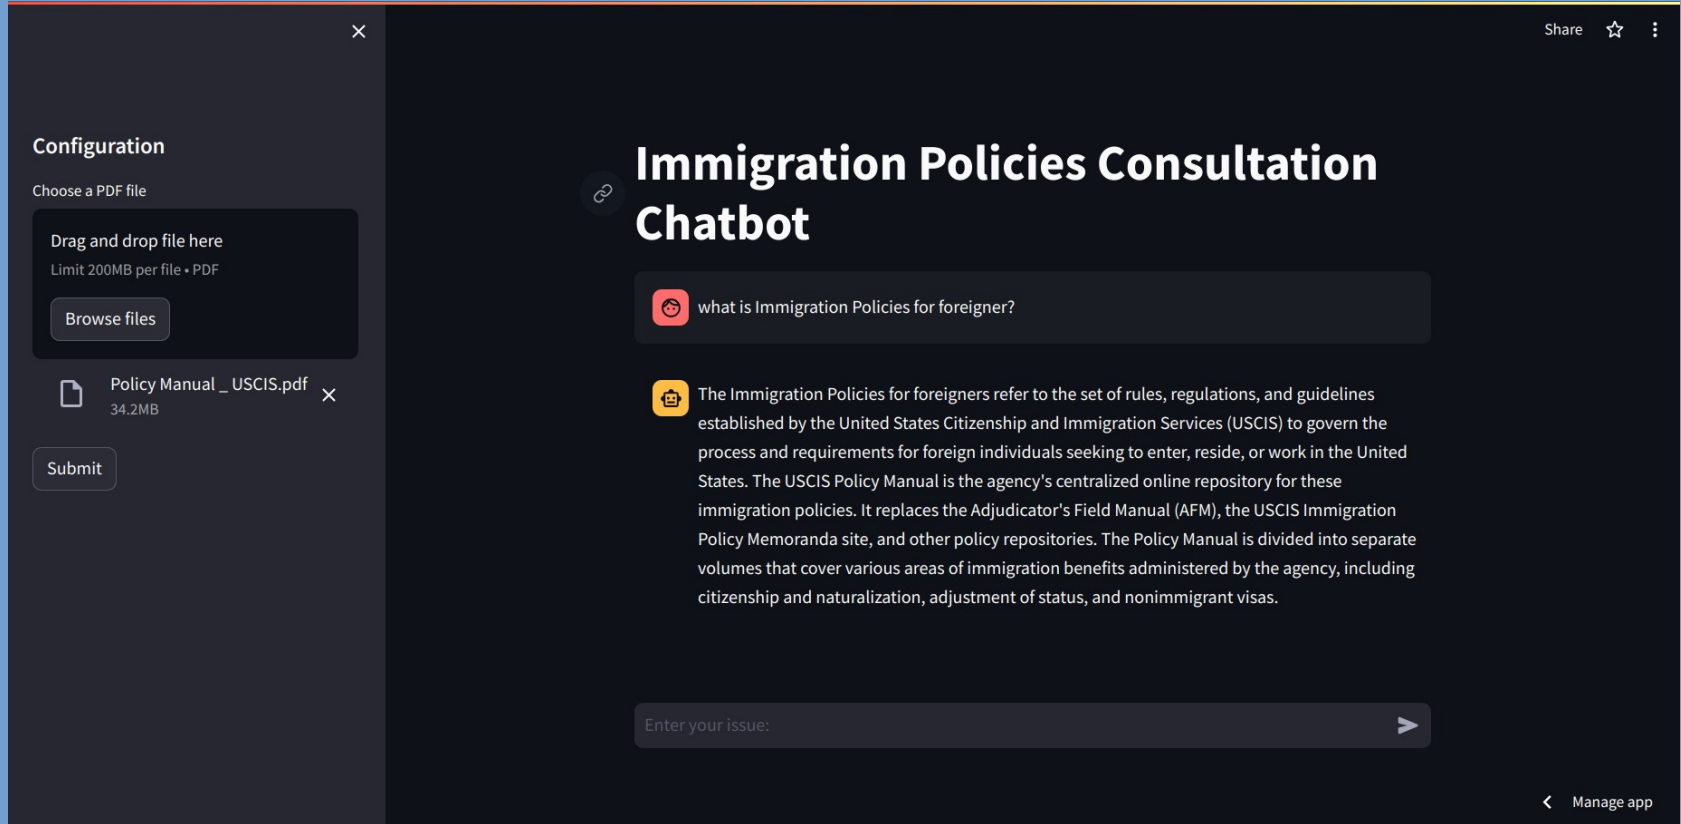 Share
Configuration
Choose a PDF file
Drag and drop file here
Limit 200MB per file • PDF
Browse files
Policy Manual _ USCIS.pdf
34.2MB
Submit
Immigration Policies Consultation
Chatbot
what is Immigration Policies for foreigner?
The Immigration Policies for foreigners refer to the set of rules, regulations, and guidelines
established by the United States Citizenship and Immigration Services (USCIS) to govern the
process and requirements for foreign individuals seeking to enter, reside, or work in the United
States. The USCIS Policy Manual is the agency's centralized online repository for these
immigration policies. It replaces the Adjudicator's Field Manual (AFM), the USCIS Immigration
Policy Memoranda site, and other policy repositories. The Policy Manual is divided into separate
volumes that cover various areas of immigration benefits administered by the agency, including
citizenship and naturalization, adjustment of status, and nonimmigrant visas.
Enter your issue:
Manage app